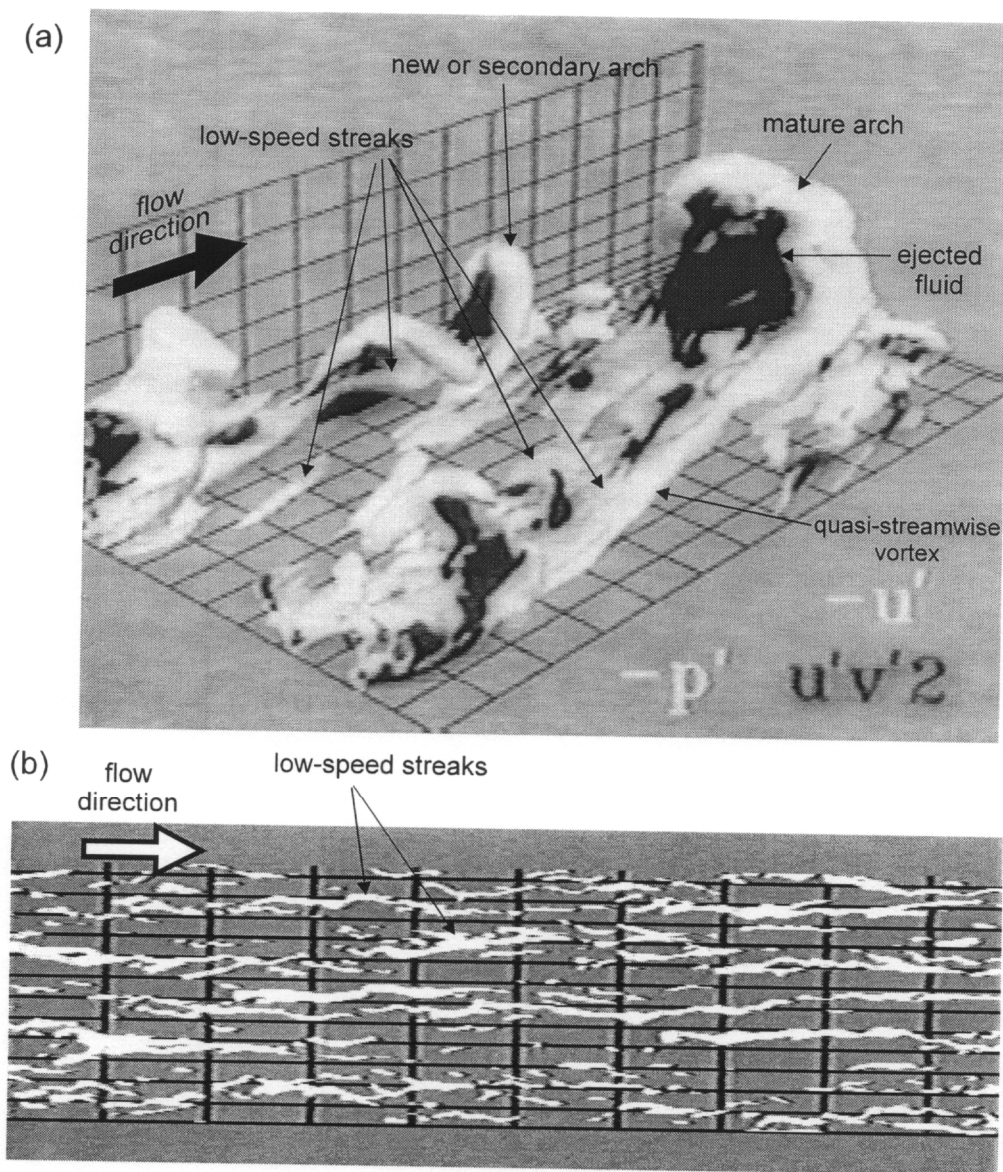 (a)
new or secondary arch
low-speed streaks
mature arch
flow
direction
ejected
fluid
quasi-streamwise
vortex
-u'
-p' u'v'2
(b)
flow
direction
low-speed streaks